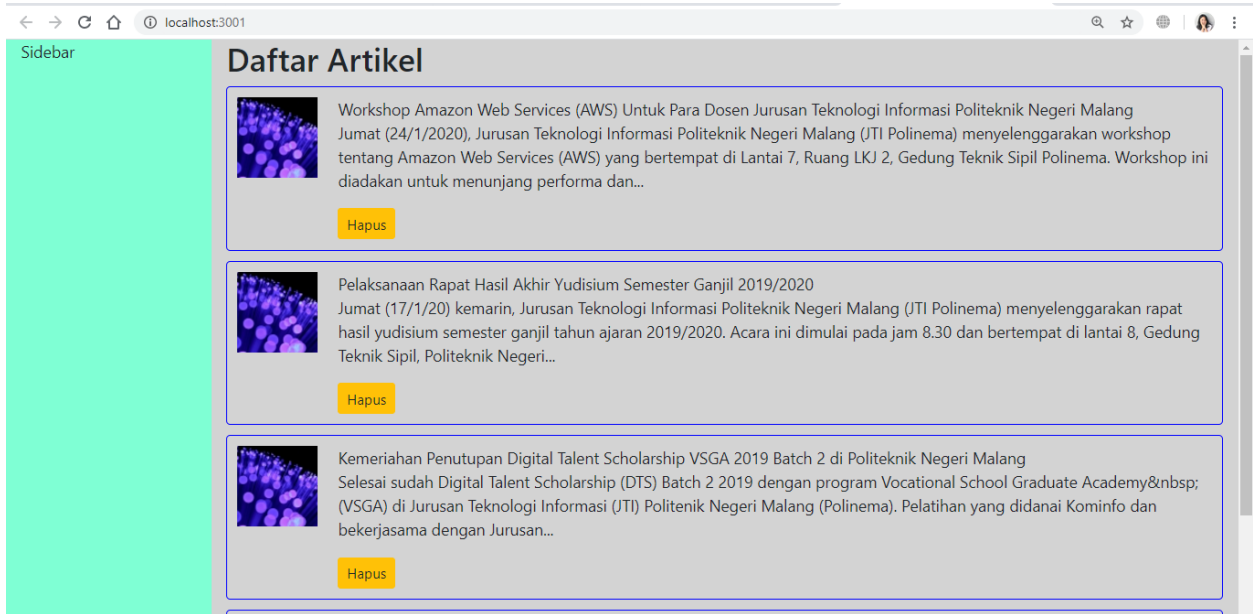 localhost:3001
Sidebar
Daftar Artikel
Workshop Amazon Web Services (AWS) Untuk Para Dosen Jurusan Teknologi Informasi Politeknik Negeri Malang
Jumat (24/1/2020), Jurusan Teknologi Informasi Politeknik Negeri Malang (JTI Polinema) menyelenggarakan workshop
tentang Amazon Web Services (AWS) yang bertempat di Lantai 7, Ruang LKJ 2, Gedung Teknik Sipil Polinema. Workshop ini
diadakan untuk menunjang performa dan...
Hapus
Pelaksanaan Rapat Hasil Akhir Yudisium Semester Ganjil 2019/2020
Jumat (17/1/20) kemarin, Jurusan Teknologi Informasi Politeknik Negeri Malang (JTI Polinema) menyelenggarakan rapat
hasil yudisium semester ganjil tahun ajaran 2019/2020. Acara ini dimulai pada jam 8.30 dan bertempat di lantai 8, Gedung
Teknik Sipil, Politeknik Negeri...
Hapus
Kemeriahan Penutupan Digital Talent Scholarship VSGA 2019 Batch 2 di Politeknik Negeri Malang
Selesai sudah Digital Talent Scholarship (DTS) Batch 2 2019 dengan program Vocational School Graduate Academy&nbsp;
(VSGA) di Jurusan Teknologi Informasi (JTI) Politenik Negeri Malang (Polinema). Pelatihan yang didanai Kominfo dan
bekerjasama dengan Jurusan...
Hapus